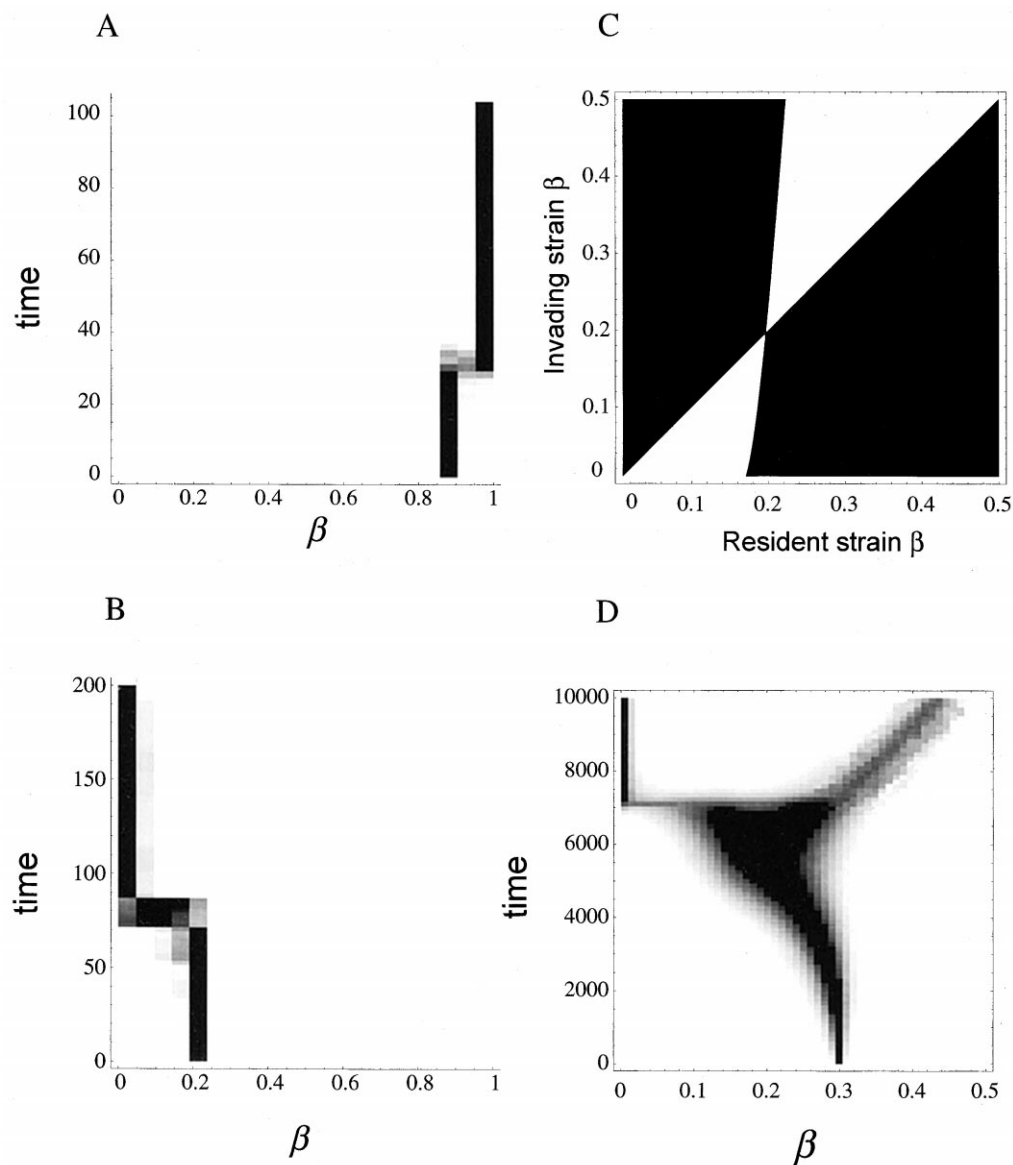 A
time
100
80
60
40
20
0
0 0.2 0.4 0.6 0.8 1
β
C
Invading strain β
0.5
0.4
0.3
0.2
0.1
0
0 0.1 0.2 0.3 0.4 0.5
Resident strain β
B
time
200
150
100
50
0
0 0.2 0.4 0.6 0.8 1
β
D
time
10000
8000
6000
4000
2000
0
0 0.1 0.2 0.3 0.4 0.5
β